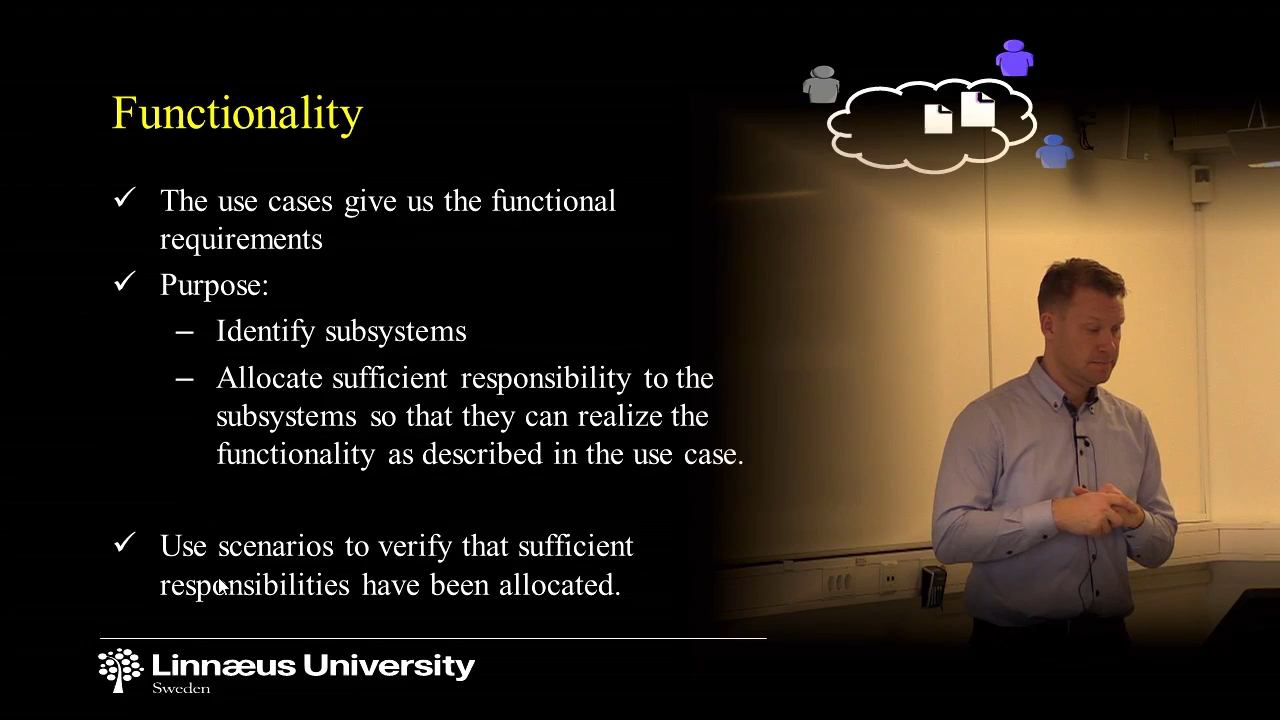 Functionality
The use cases give us the functional
requirements
Purpose:
Identify subsystems
Allocate sufficient responsibility to the
subsystems so that they can realize the
functionality as described in the use case.
Use scenarios to verify that sufficient
responsibilities have been allocated.
Linnæus University
Sweden